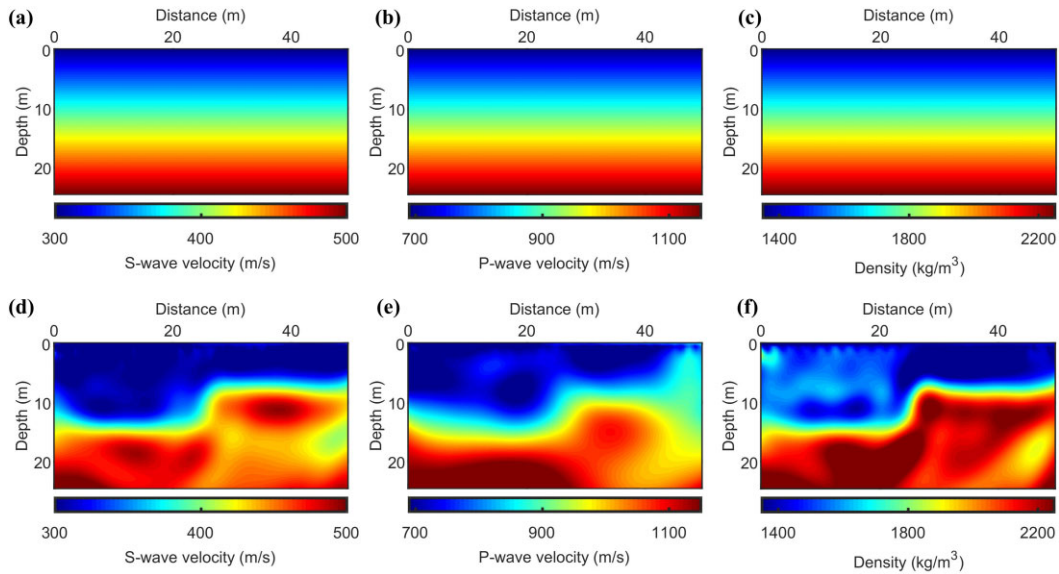 (a) Distance (m)
0 20 40
Depth (m)
0
10
20
300 400 500
S-wave velocity (m/s)
(b) Distance (m)
0 20 40
Depth (m)
0
10
20
700 900 1100
P-wave velocity (m/s)
(c) Distance (m)
0 20 40
Depth (m)
0
10
20
1400 1800 2200
Density (kg/m³)
(d) Distance (m)
0 20 40
Depth (m)
0
10
20
300 400 500
S-wave velocity (m/s)
(e) Distance (m)
0 20 40
Depth (m)
0
10
20
700 900 1100
P-wave velocity (m/s)
(f) Distance (m)
0 20 40
Depth (m)
0
10
20
1400 1800 2200
Density (kg/m³)